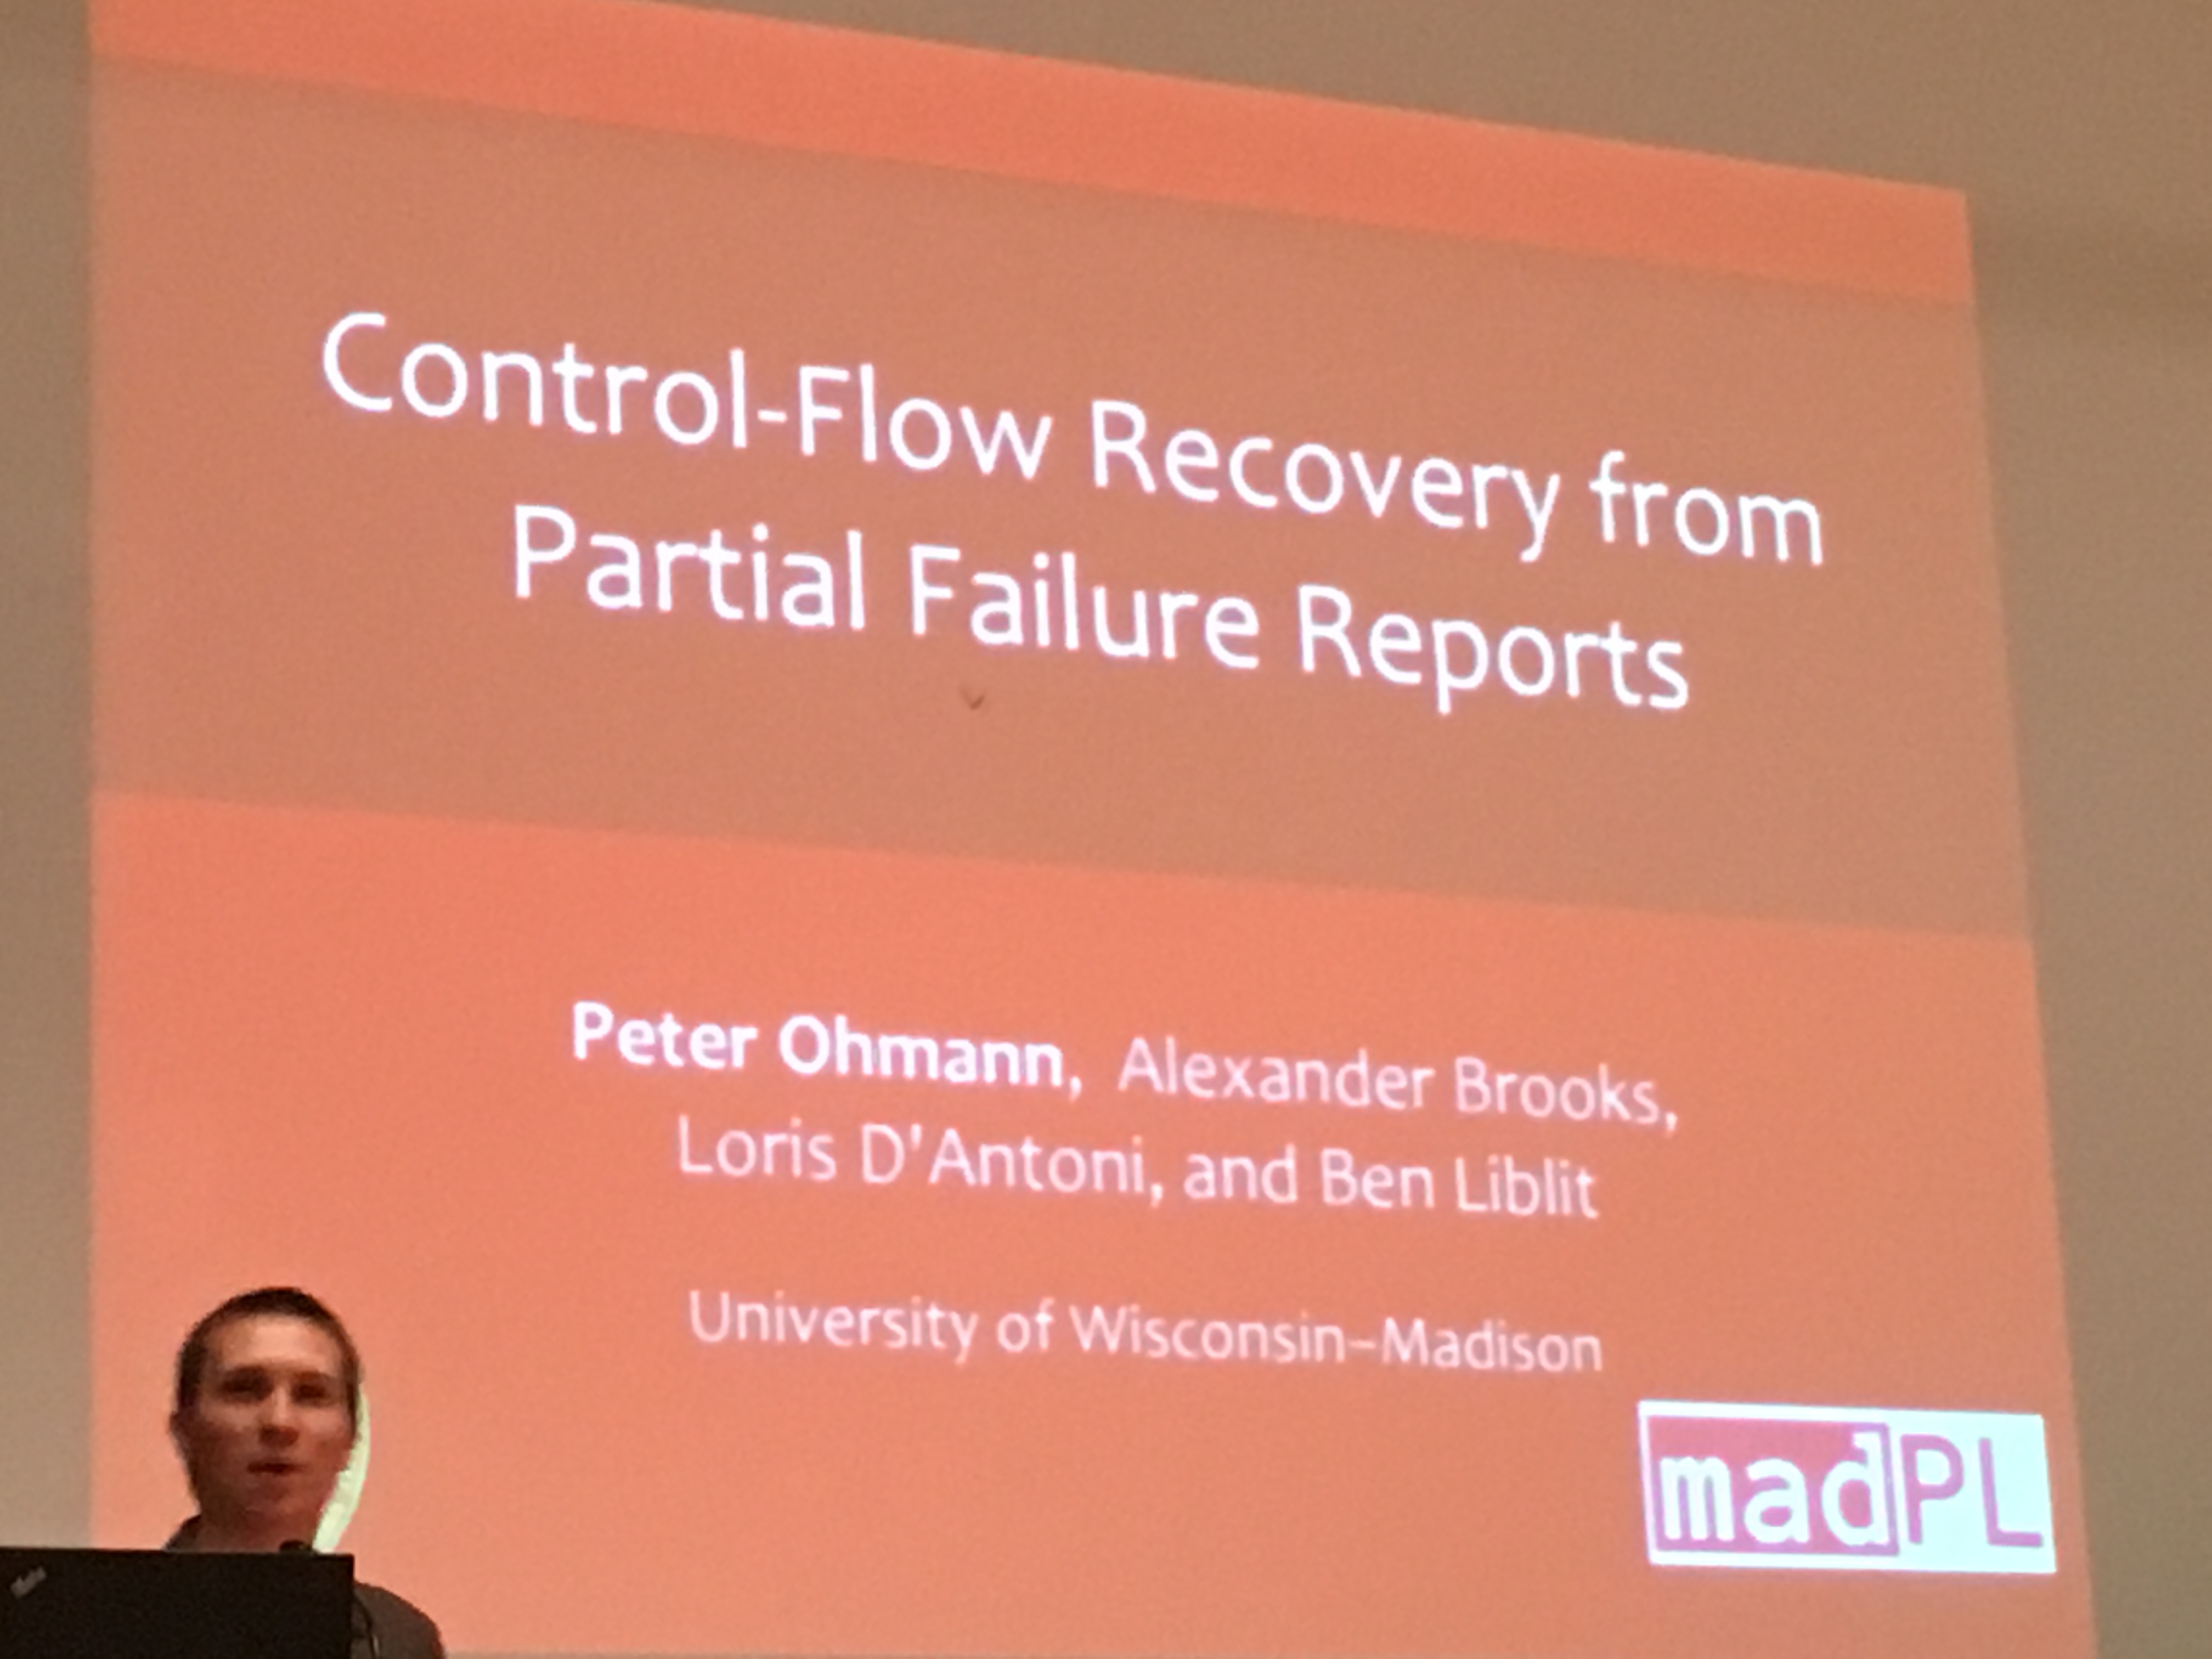 Control-Flow Recovery from
Partial Failure Reports
Peter Ohmann, Alexander Brooks,
Loris D'Antoni, and Ben Liblit
University of Wisconsin–Madison
madPL